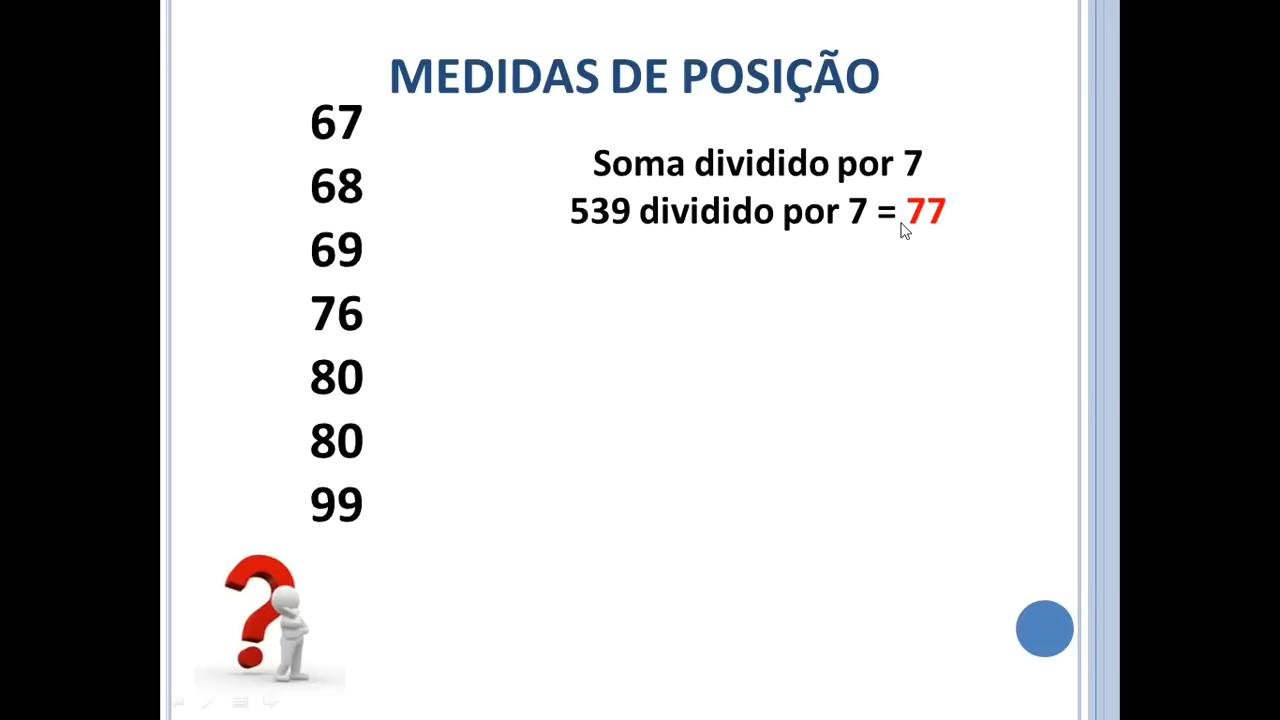 MEDIDAS DE POSIÇÃO
67
68
69
76
80
80
99
Soma dividido por 7
539 dividido por 7 = 77